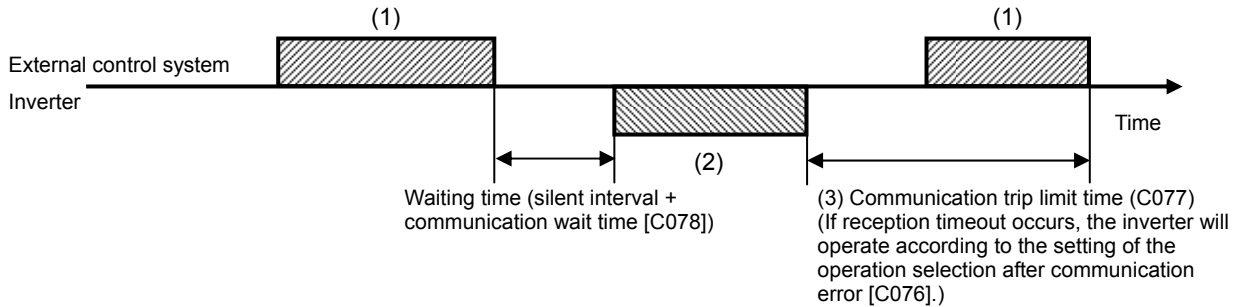 (1)
(1)
External control system
Inverter
Time
(2)
Waiting time (silent interval +
communication wait time [C078])
(3) Communication trip limit time (C077)
(If reception timeout occurs, the inverter will
operate according to the setting of the
operation selection after communication
error [C076].)